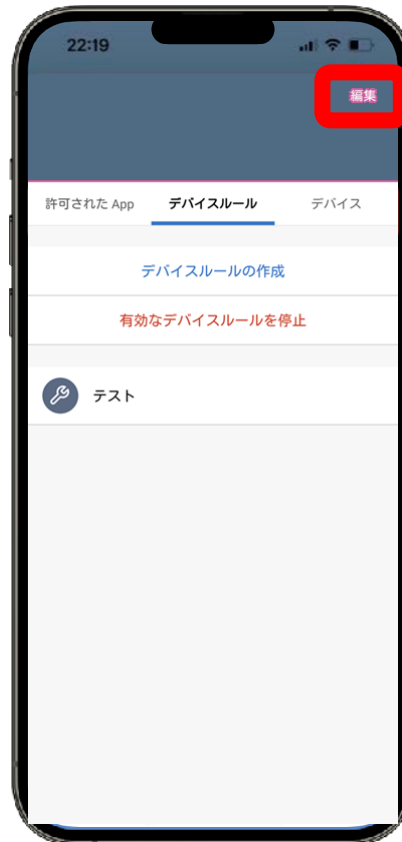 22:19
編集
許可された App デバイスルール デバイス
デバイスルールの作成
有効なデバイスルールを停止
テスト